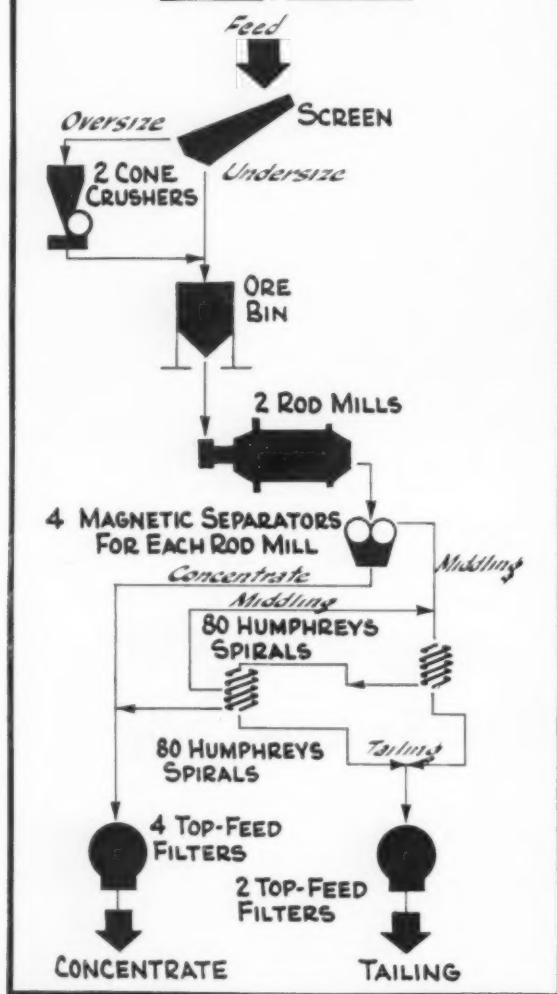 Feed
SCREEN
Oversize
2 CONE
CRUSHERS
Undersize
ORE
BIN
2 ROD MILLS
4 MAGNETIC SEPARATORS
FOR EACH ROD MILL
Middling
Concentrate
Middling
80 HUMPHREYS
SPIRALS
80 HUMPHREYS
SPIRALS
Tailing
4 TOP-FEED
FILTERS
2 TOP-FEED
FILTERS
CONCENTRATE
TAILING